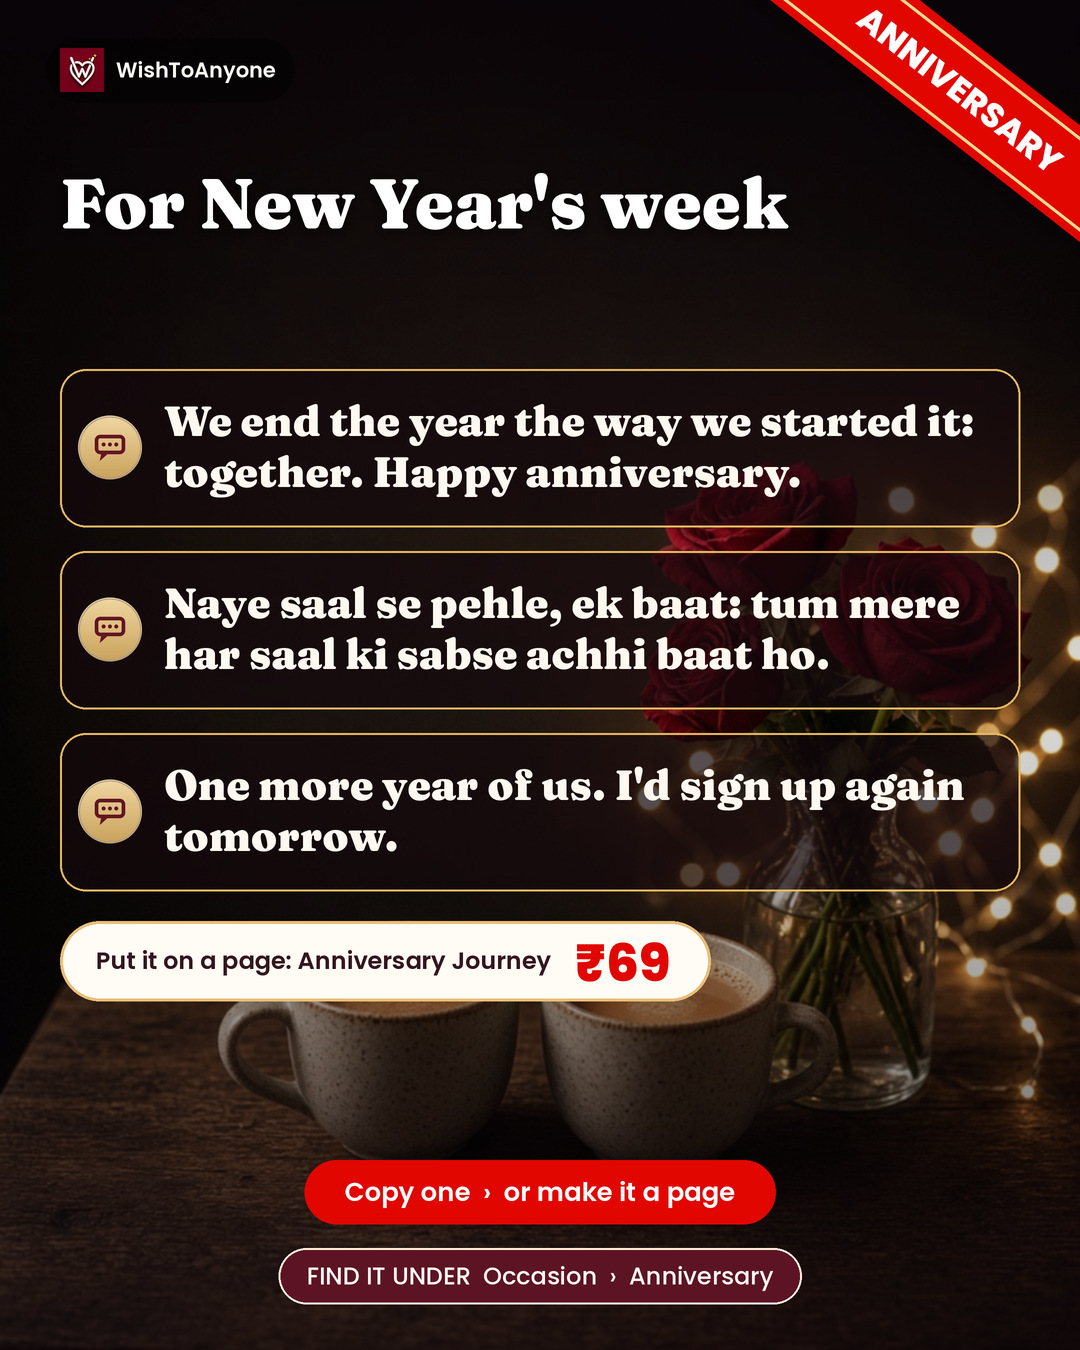 WishToAnyone
ANNIVERSARY
For New Year's week
We end the year the way we started it:
together. Happy anniversary.
Naye saal se pehle, ek baat: tum mere
har saal ki sabse achhi baat ho.
One more year of us. I'd sign up again
tomorrow.
Put it on a page: Anniversary Journey ₹69
Copy one › or make it a page
FIND IT UNDER Occasion › Anniversary